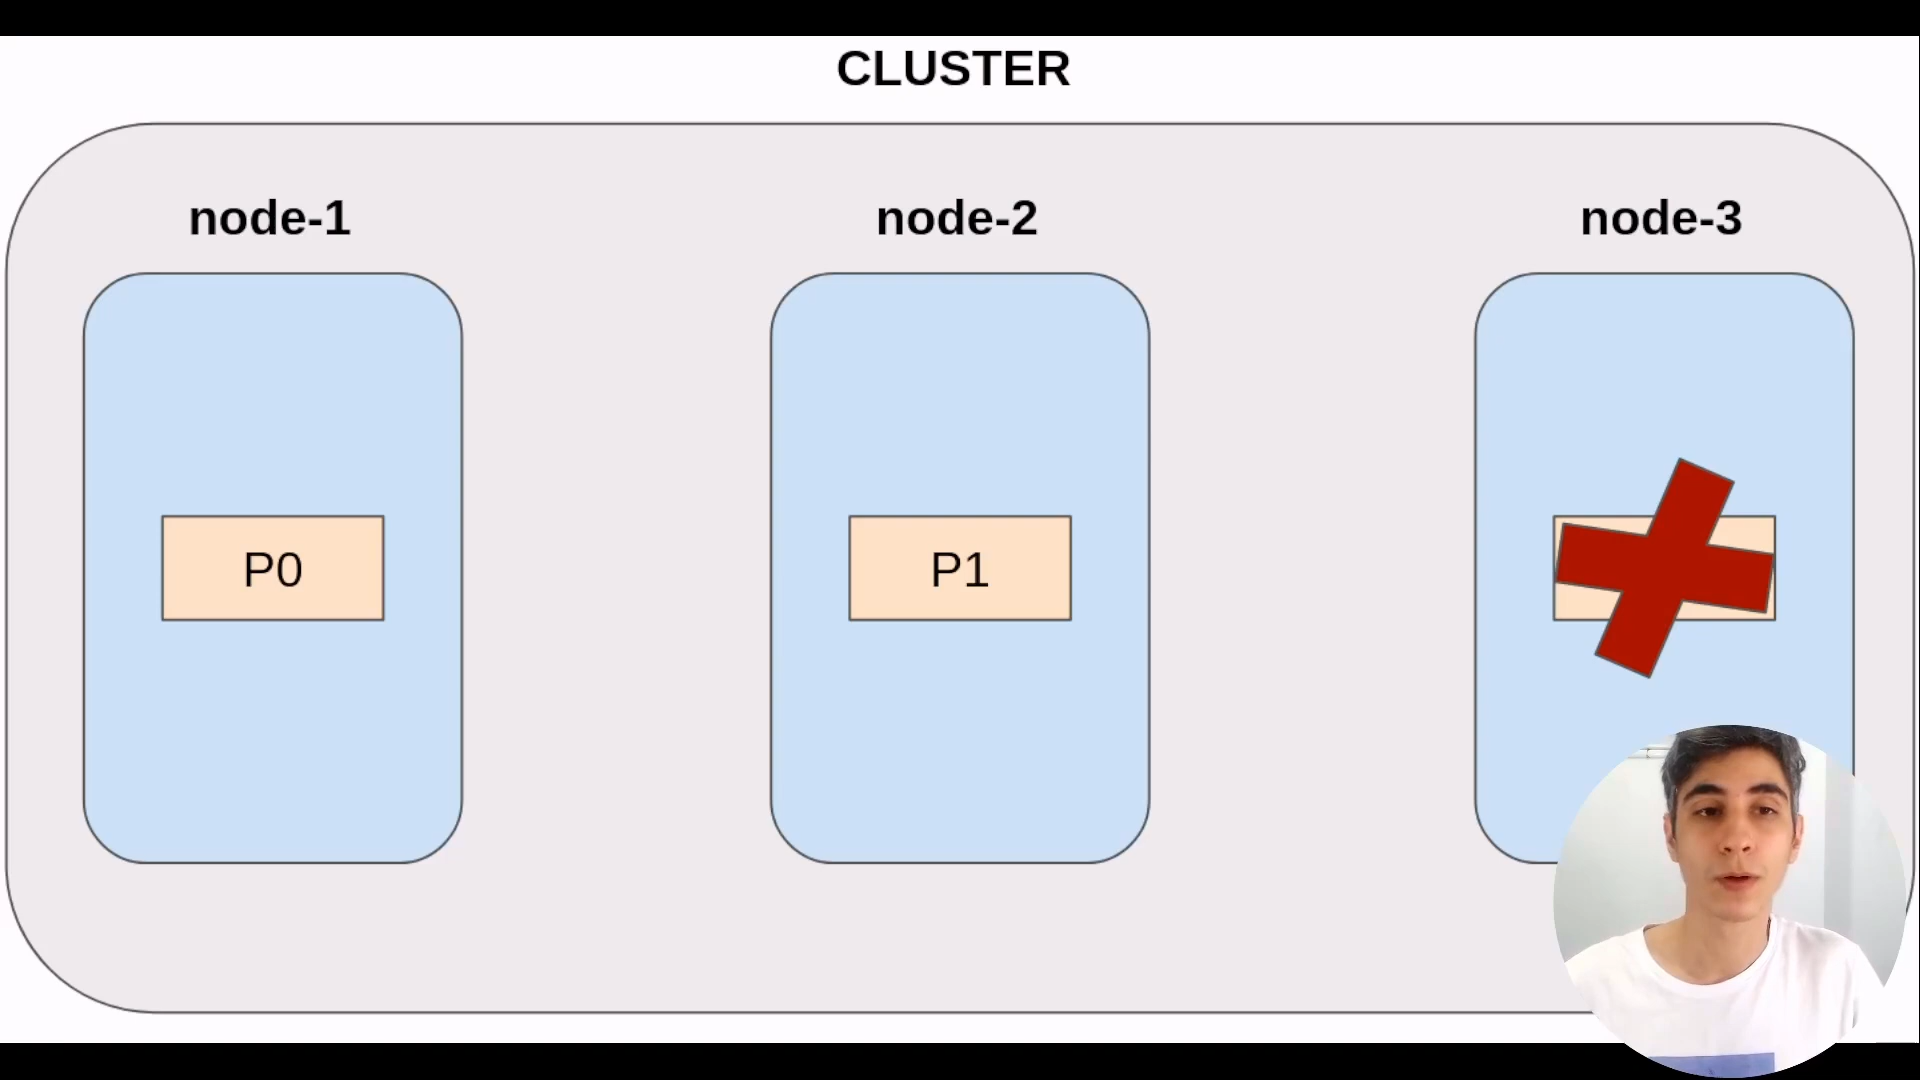 CLUSTER
node-1
node-2
node-3
P0
P1